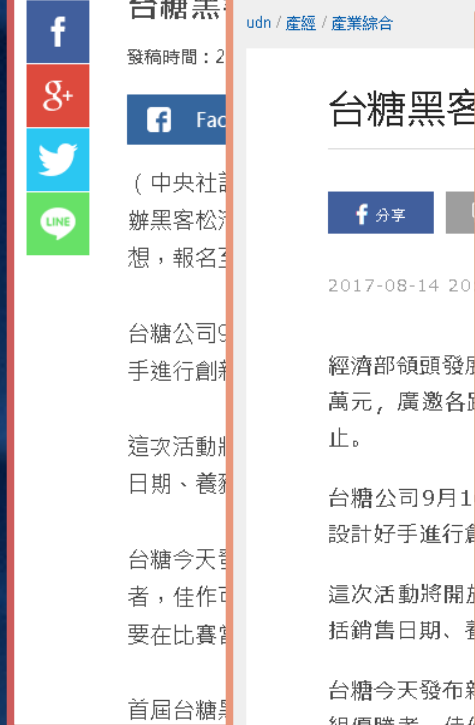 台糖黑
發稿時間：2
Fac
（中央社
辦黑客松
想，報名
台糖公司9
手進行創
這次活動
日期、養
台糖今天
者，佳作
要在比賽
首屆台糖
LINE
udn / 產經 / 產業綜合
台糖黑客
分享
2017-08-14 20
經濟部領頭發
萬元，廣邀各
止。
台糖公司9月1
設計好手進行
這次活動將開
括銷售日期、
台糖今天發布